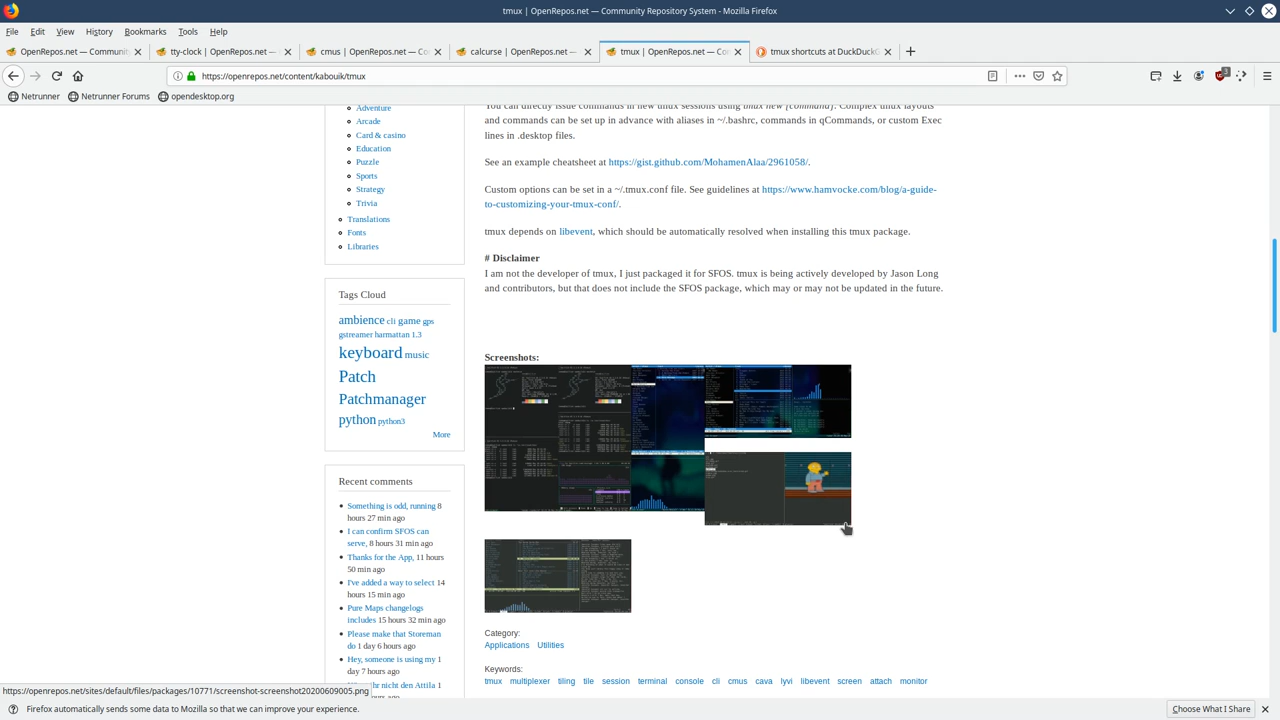 tmux | OpenRepos.net — Community Repository System - Mozilla Firefox
File Edit View History Bookmarks Tools Help
OpenRepos.net — Community
tty-clock | OpenRepos.net —
cmus | OpenRepos.net — Co
calcurse | OpenRepos.net —
tmux | OpenRepos.net — Co
tmux shortcuts at DuckDuckG
https://openrepos.net/content/kabouik/tmux
3
Netrunner Netrunner Forums opendesktop.org
Adventure
Arcade
Card & casino
Education
Puzzle
Sports
Strategy
Trivia
Translations
Fonts
Libraries
Tags Cloud
ambience cli game gps
gstreamer harmattan 1.3
keyboard music
Patch
Patchmanager
python python3
More
Recent comments
Something is odd, running 8
hours 27 min ago
I can confirm SFOS can
serve, 8 hours 31 min ago
Thanks for the App, 11 hours
50 min ago
I've added a way to select 14
hours 15 min ago
Pure Maps changelogs
includes 15 hours 32 min ago
Please make that Storeman
do 1 day 6 hours ago
Hey, someone is using my 1
day 7 hours ago
hr nicht den Attila 1
ours ago
You can directly issue commands in new tmux sessions using tmux new [command]. Complex tmux layouts
and commands can be set up in advance with aliases in ~/.bashrc, commands in qCommands, or custom Exec
lines in .desktop files.
See an example cheatsheet at https://gist.github.com/MohamenAlaa/2961058/.
Custom options can be set in a ~/.tmux.conf file. See guidelines at https://www.hamvocke.com/blog/a-guide-
to-customizing-your-tmux-conf/.
tmux depends on libevent, which should be automatically resolved when installing this tmux package.
# Disclaimer
I am not the developer of tmux, I just packaged it for SFOS. tmux is being actively developed by Jason Long
and contributors, but that does not include the SFOS package, which may or may not be updated in the future.
Screenshots:
Category:
Applications Utilities
Keywords:
tmux multiplexer tiling tile session terminal console cli cmus cava lyvi libevent screen attach monitor
https://openrepos.net/sites/default/files/packages/10771/screenshot-screenshot20200609005.png
Firefox automatically sends some data to Mozilla so that we can improve your experience.
Choose What I Share